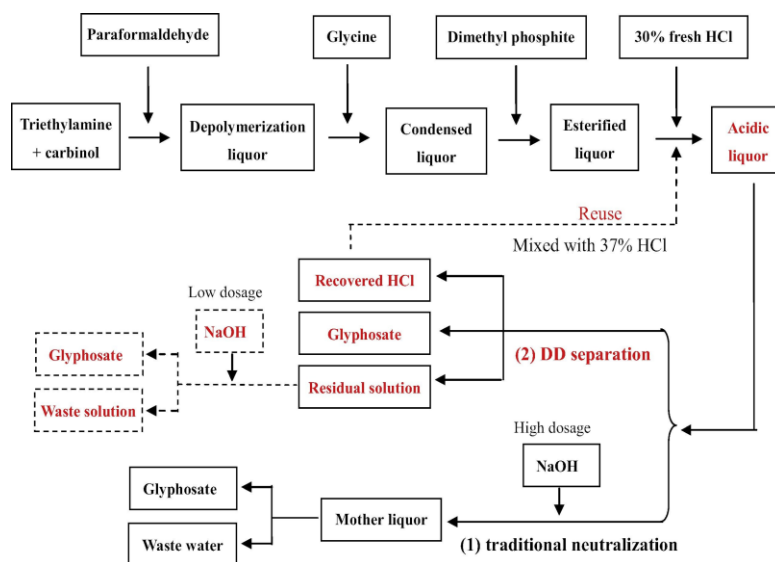 Paraformaldehyde
Glycine
Dimethyl phosphite
30% fresh HCl
Triethylamine
+ carbinol
Depolymerization
liquor
Condensed
liquor
Esterified
liquor
Acidic
liquor
Reuse
Mixed with 37% HCl
Recovered HCl
Low dosage
NaOH
Glyphosate
Glyphosate
(2) DD separation
Residual solution
Waste solution
High dosage
NaOH
Glyphosate
Mother liquor
Waste water
(1) traditional neutralization